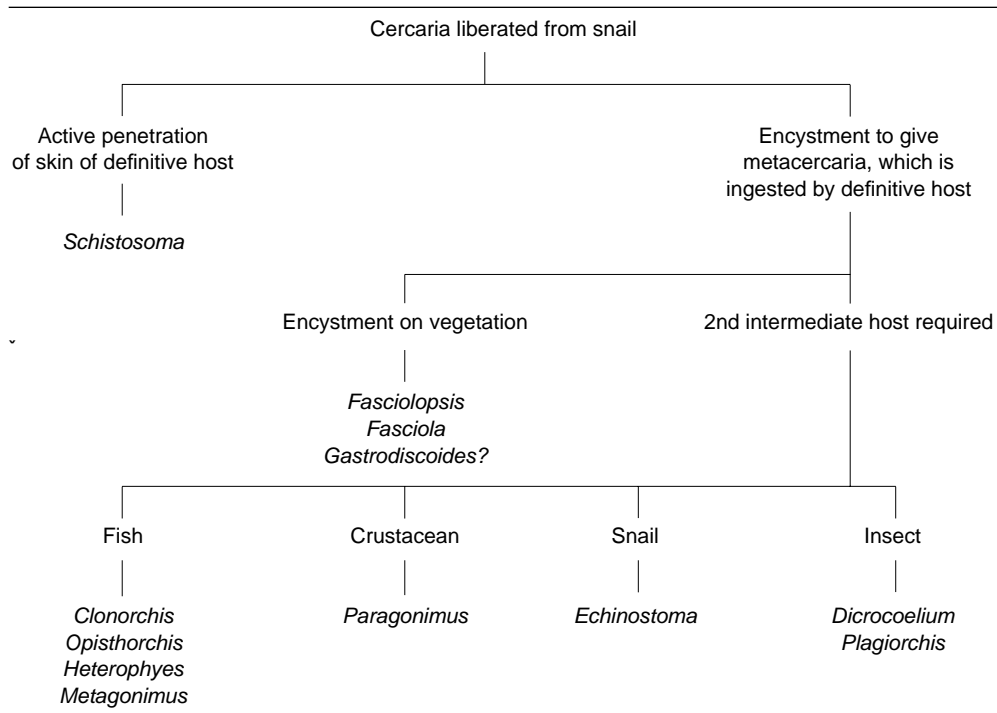 Cercaria liberated from snail
Active penetration
of skin of definitive host
Schistosoma
Encystment to give
metacercaria, which is
ingested by definitive host
Encystment on vegetation
Fasciolopsis
Fasciola
Gastrodiscoides?
2nd intermediate host required
Fish
Clonorchis
Opisthorchis
Heterophyes
Metagonimus
Crustacean
Paragonimus
Snail
Echinostoma
Insect
Dicrocoelium
Plagiorchis